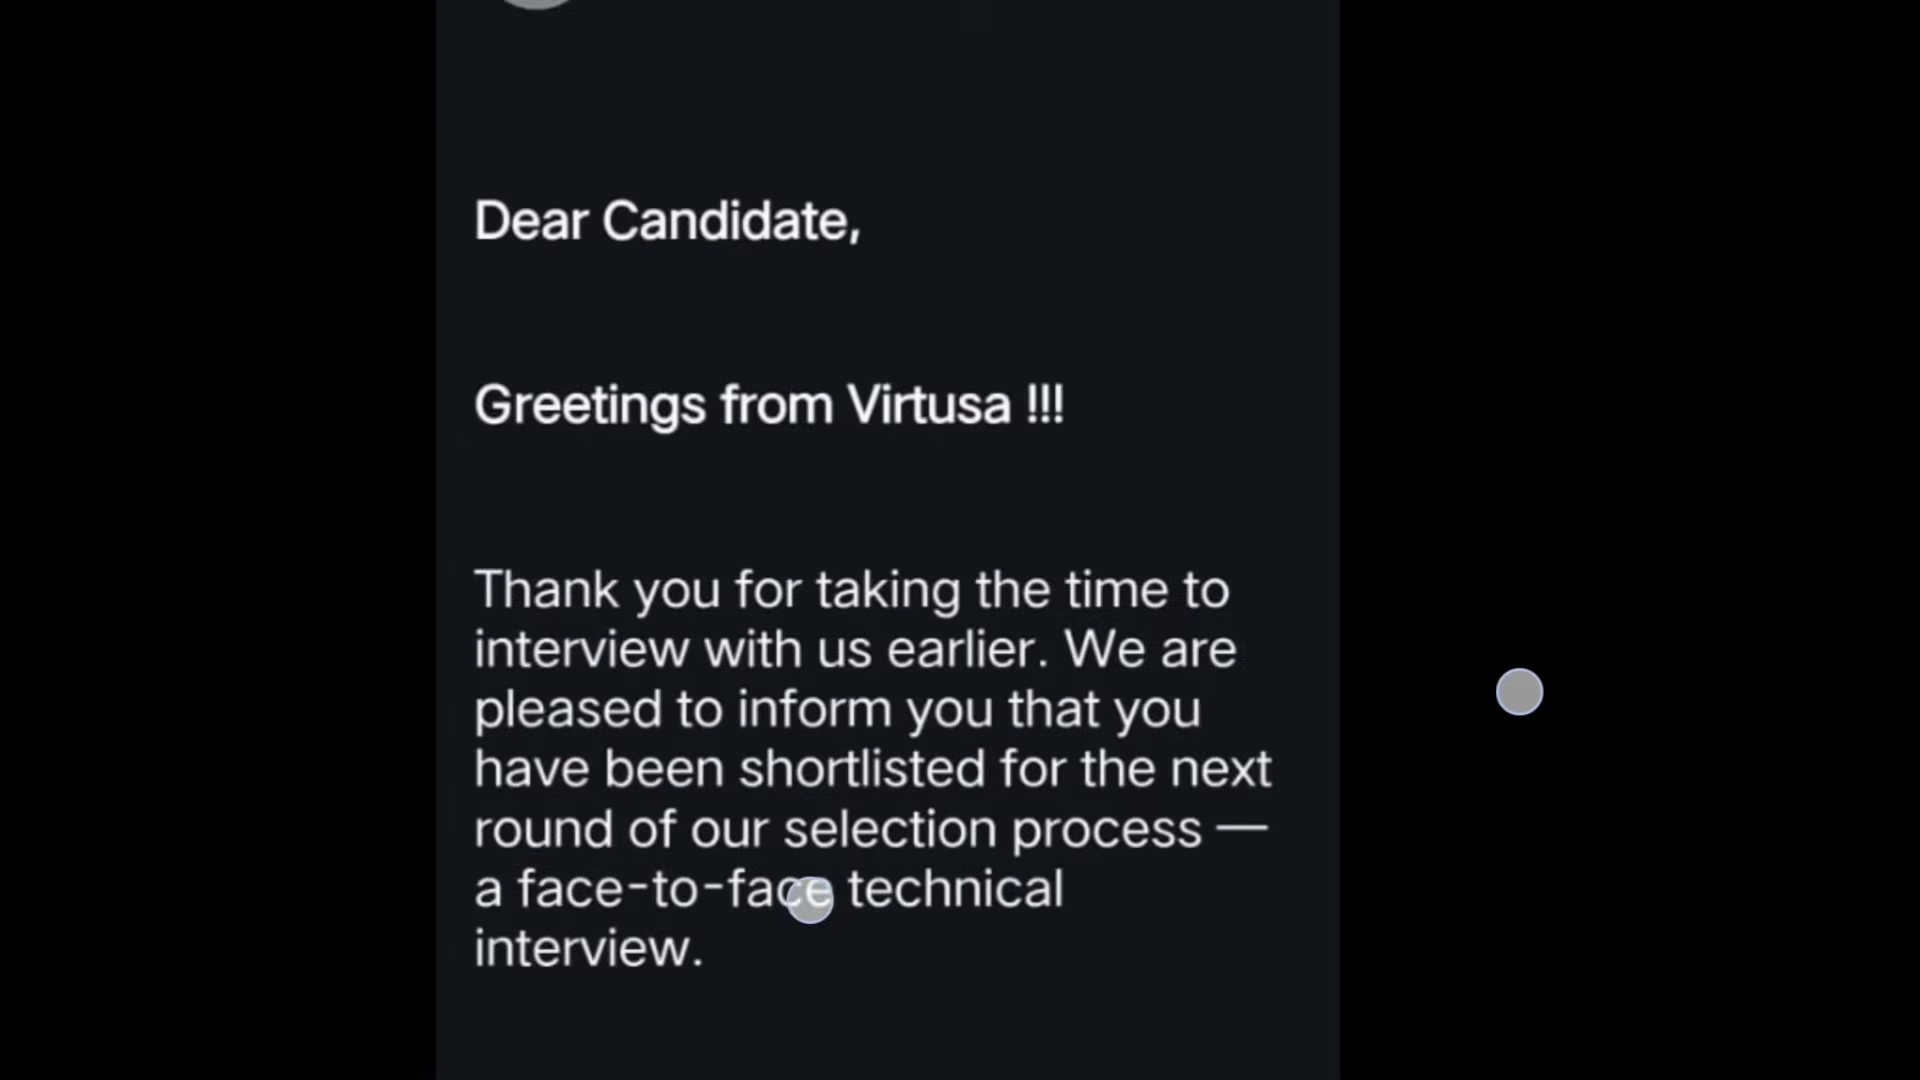 Dear Candidate,
Greetings from Virtusa !!!
Thank you for taking the time to
interview with us earlier. We are
pleased to inform you that you
have been shortlisted for the next
round of our selection process —
a face-to-face technical
interview.